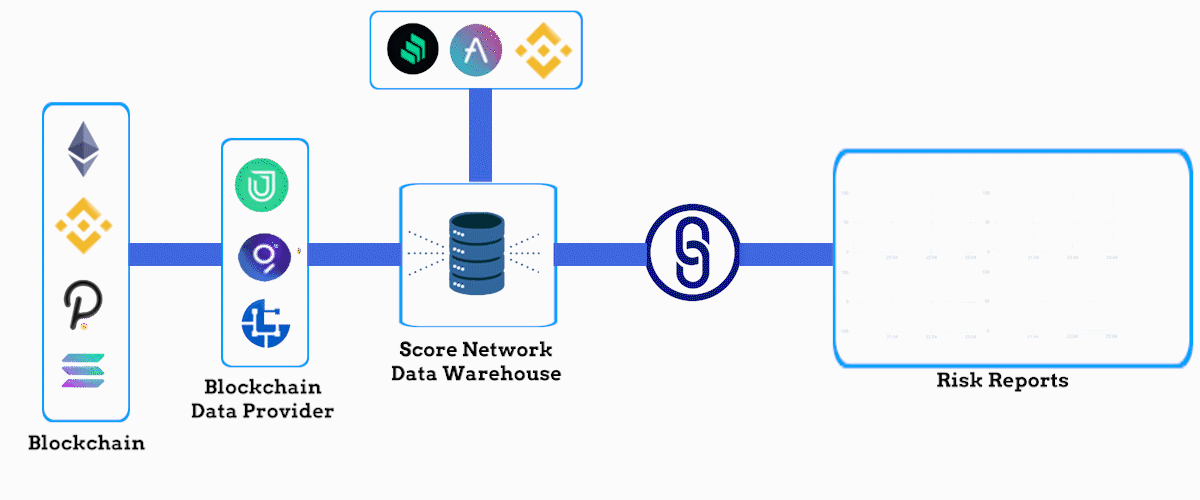 Score Network
Data Warehouse
Risk Reports
Blockchain
Data Provider
Blockchain